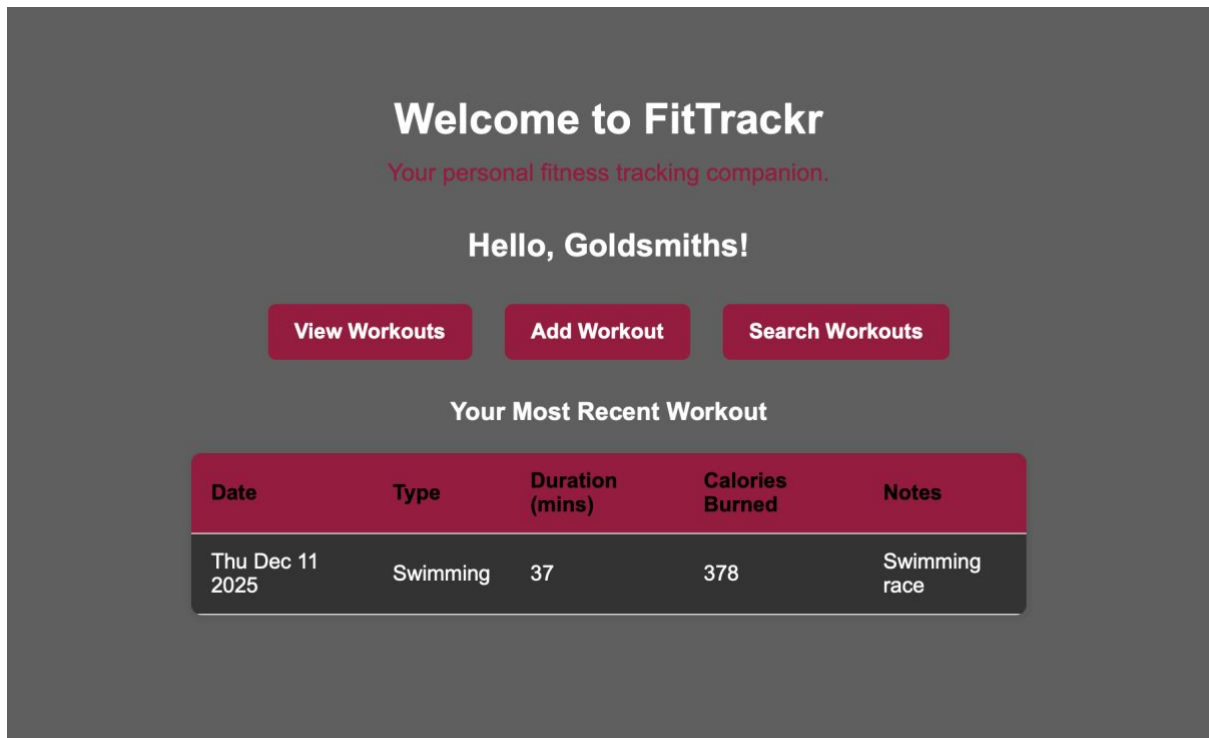 Welcome to FitTrackr
Your personal fitness tracking companion.
Hello, Goldsmiths!
View Workouts Add Workout Search Workouts
Your Most Recent Workout
Date Type Duration (mins) Calories Burned Notes
Thu Dec 11 2025 Swimming 37 378 Swimming race